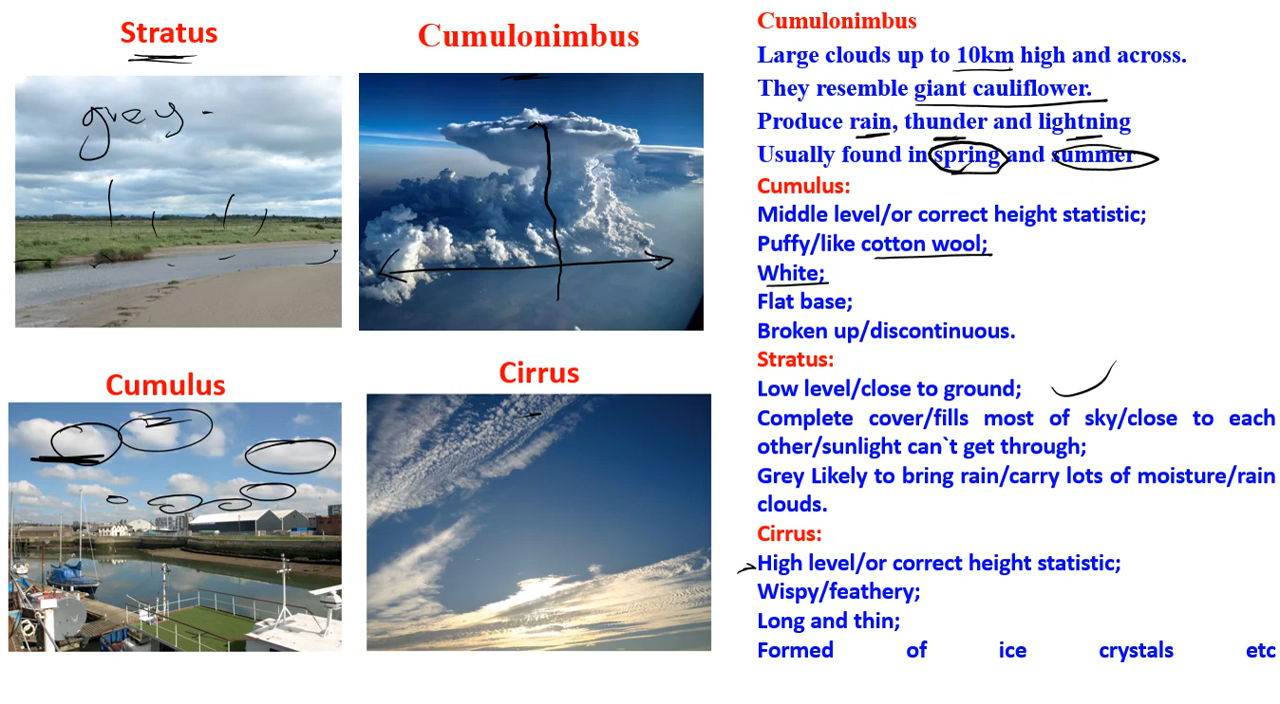 Stratus
Cumulonimbus
grey -
Cumulus
Cirrus
Cumulonimbus
Large clouds up to 10km high and across.
They resemble giant cauliflower.
Produce rain, thunder and lightning
Usually found in spring and summer
Cumulus:
Middle level/or correct height statistic;
Puffy/like cotton wool;
White;
Flat base;
Broken up/discontinuous.
Stratus:
Low level/close to ground;
Complete cover/fills most of sky/close to each
other/sunlight can`t get through;
Grey Likely to bring rain/carry lots of moisture/rain
clouds.
Cirrus:
High level/or correct height statistic;
Wispy/feathery;
Long and thin;
Formed of ice crystals etc